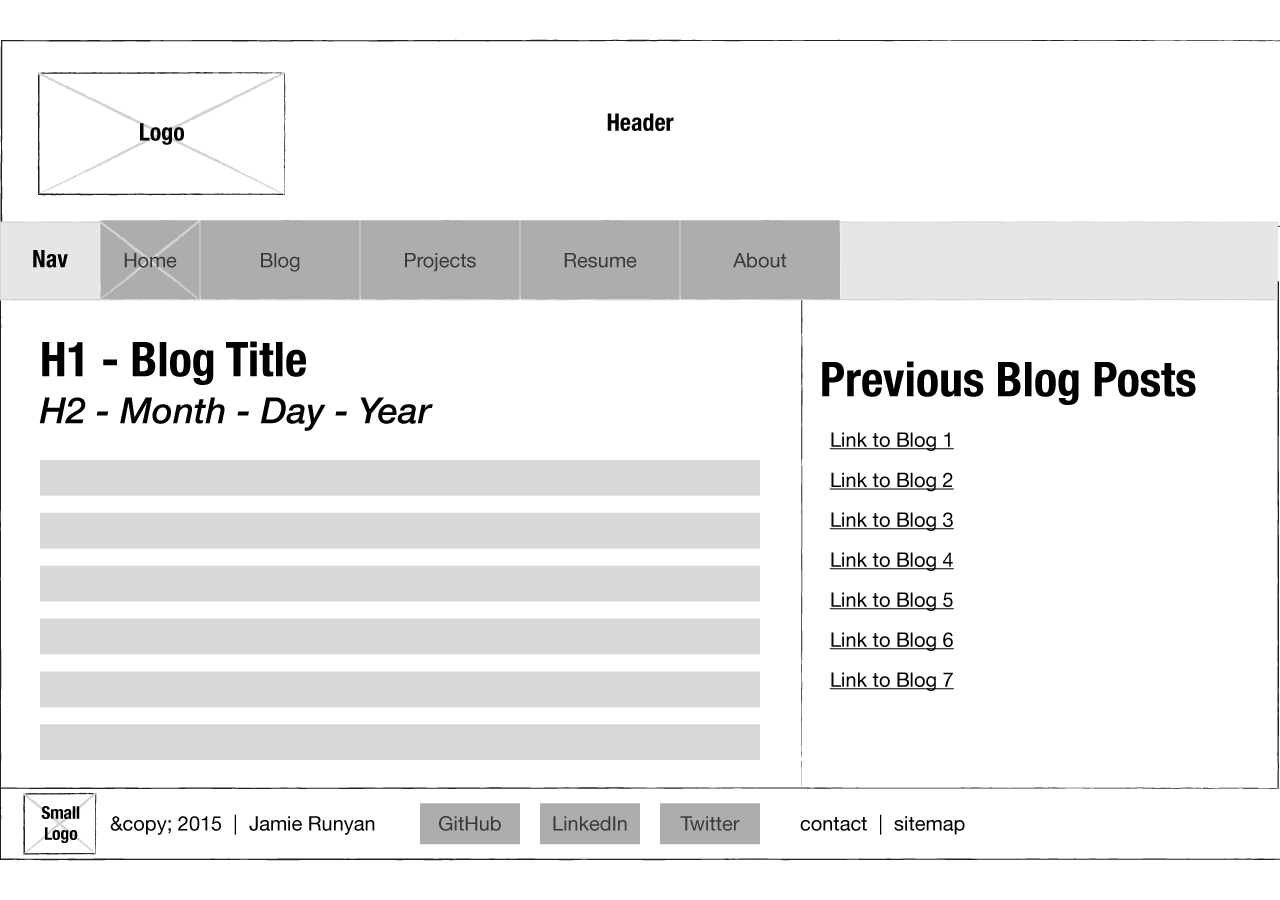 Logo
Header
Nav
Home
Blog
Projects
Resume
About
H1 - Blog Title
H2 - Month - Day - Year
Previous Blog Posts
Link to Blog 1
Link to Blog 2
Link to Blog 3
Link to Blog 4
Link to Blog 5
Link to Blog 6
Link to Blog 7
Small
Logo
&copy; 2015 | Jamie Runyan
GitHub
LinkedIn
Twitter
contact | sitemap